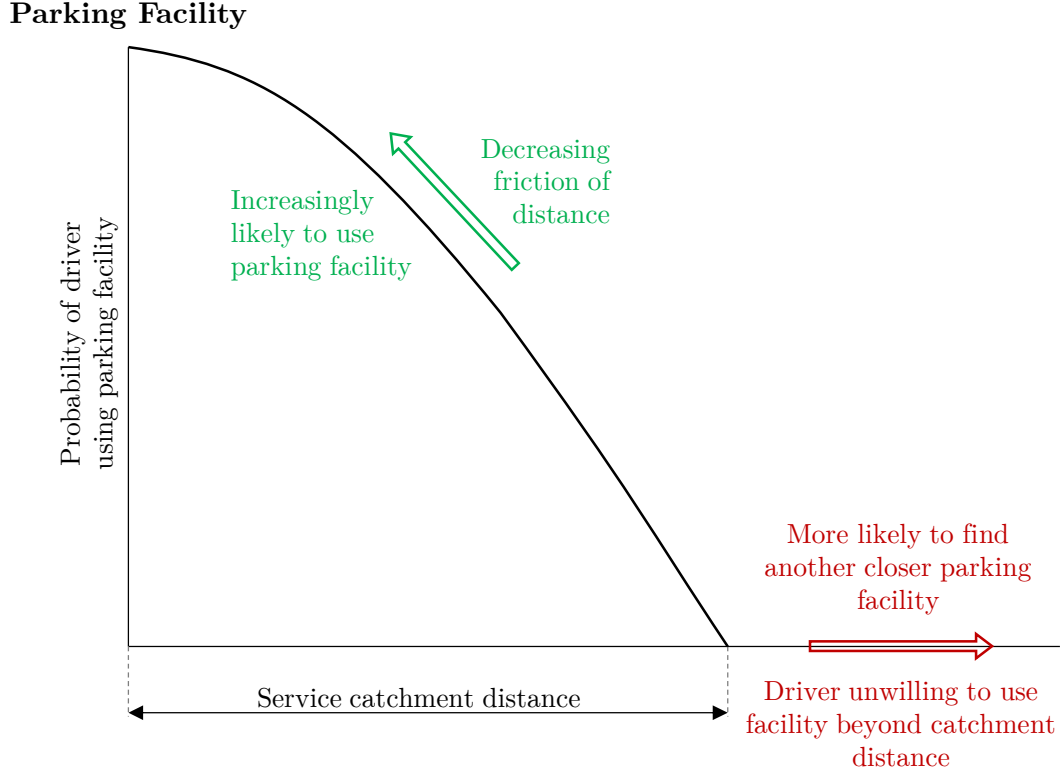 Parking Facility
Decreasing
friction of
distance
Increasingly
likely to use
parking facility
Probability of driver
using parking facility
More likely to find
another closer parking
facility
Service catchment distance
Driver unwilling to use
facility beyond catchment
distance